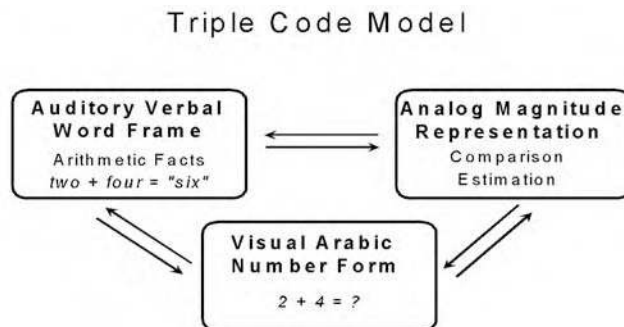 Triple Code Model
Auditory Verbal
Word Frame
Arithmetic Facts
two + four = "six"
Analog Magnitude
Representation
Comparison
Estimation
Visual Arabic
Number Form
2 + 4 = ?